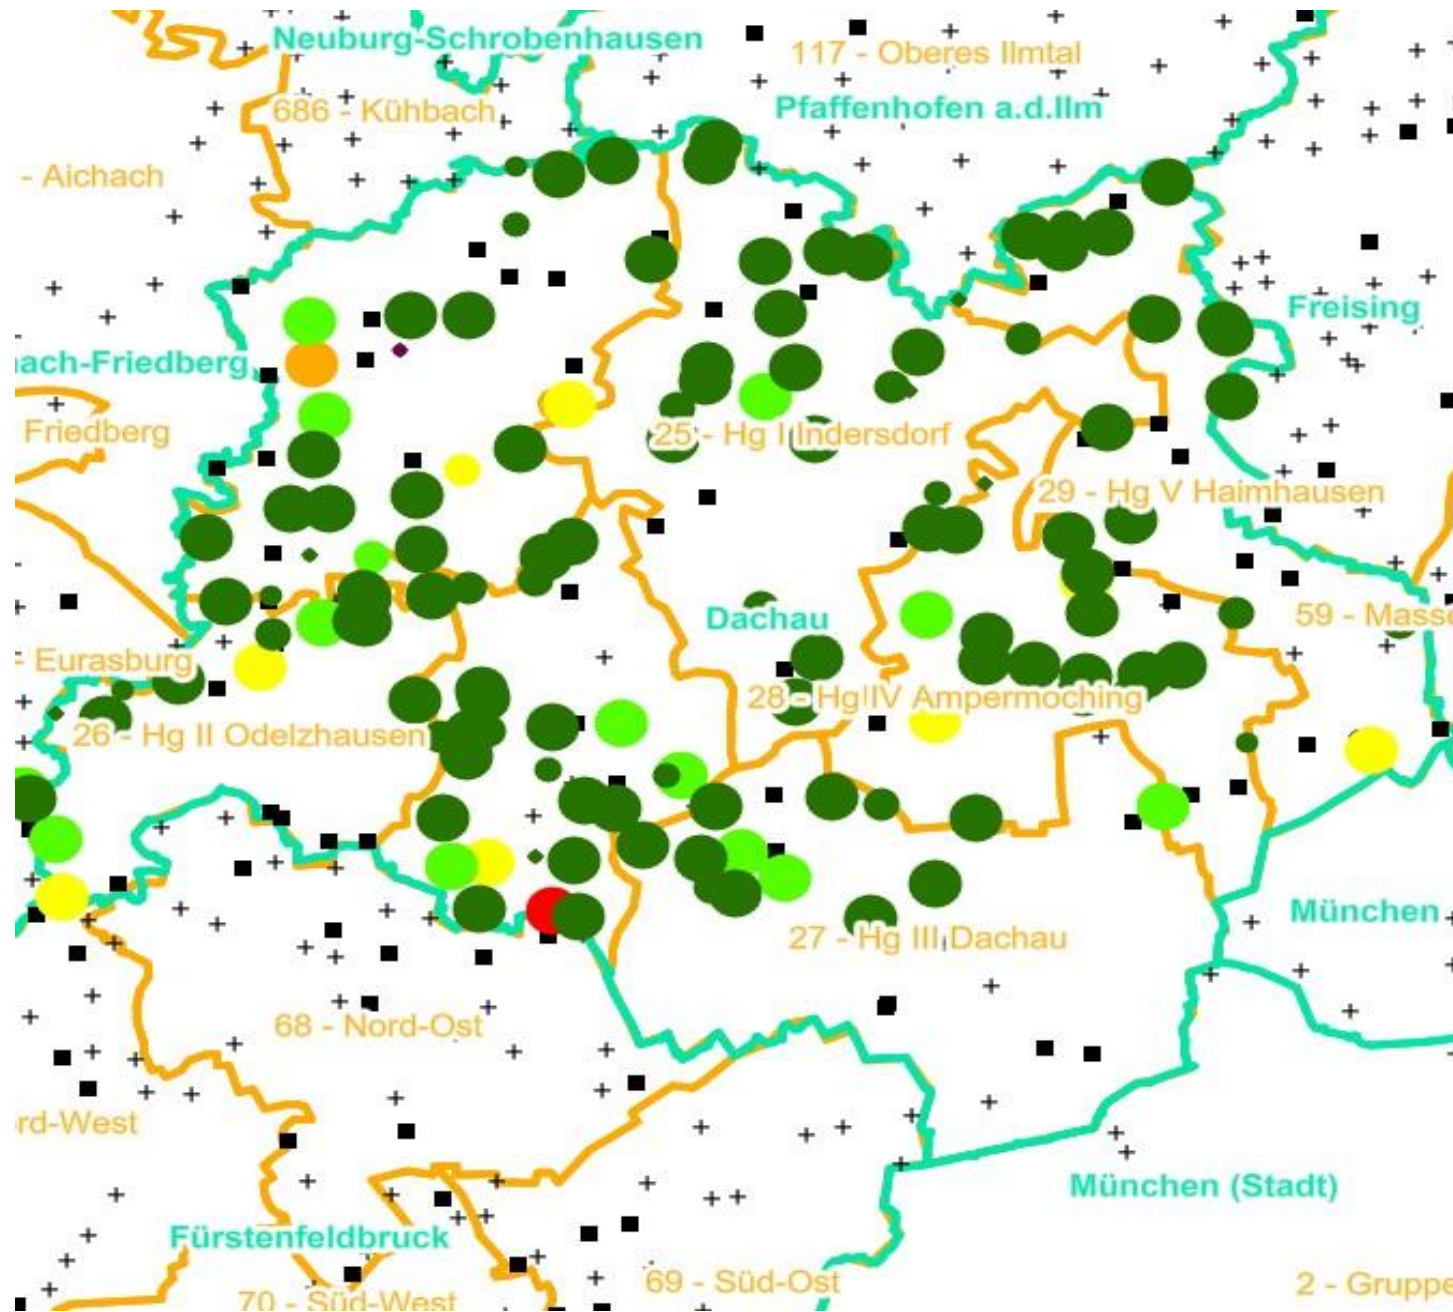 Neuburg-Schrobenhausen
117 - Oberes Ilmtal
686 - Kühbach
Pfaffenhofen a.d.Ilm
- Aichach
Freising
ach-Friedberg
Friedberg
25 - Hg I Indersdorf
29 - Hg V Haimhausen
Dachau
59 - Masse
- Eurasburg
28 - Hg IV Ampermoching
26 - Hg II Odelzhausen
München
27 - Hg III Dachau
68 - Nord-Ost
rd-West
München (Stadt)
Fürstenfeldbruck
69 - Süd-Ost
2 - Gruppe
70 - Süd-West